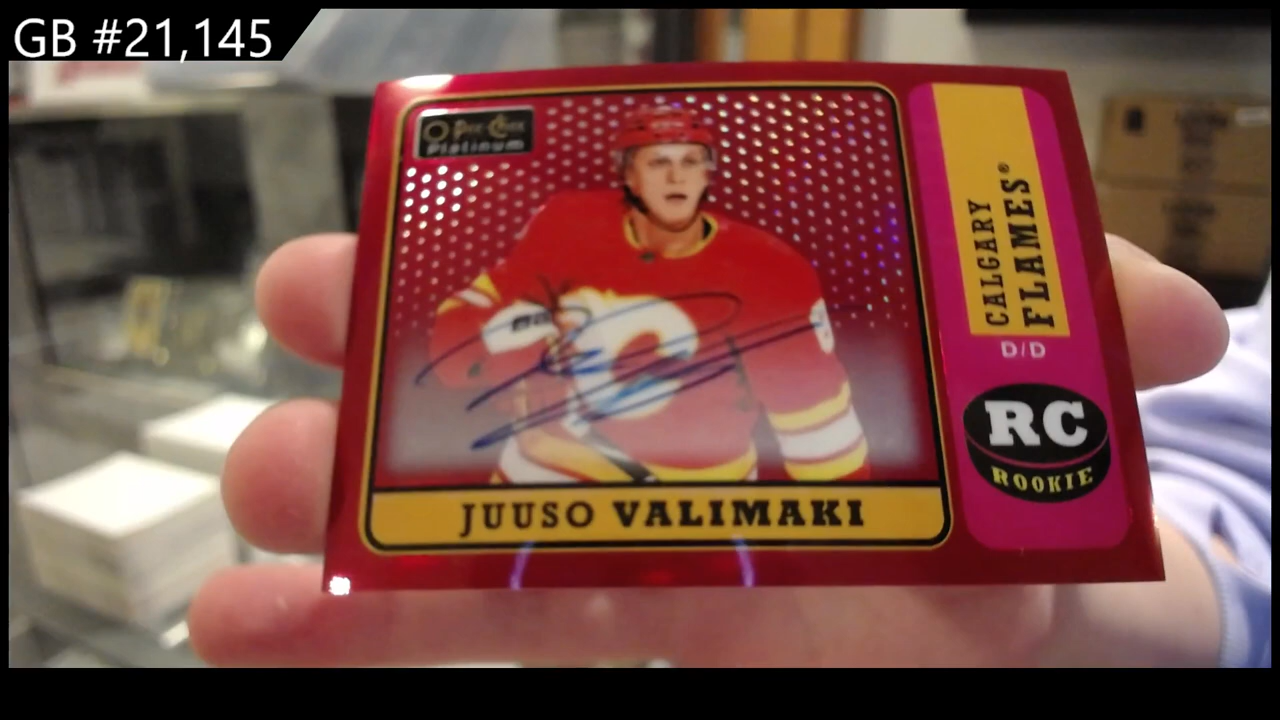 GB #21,145
O-Pee-Chee
Platinum
CALGARY
FLAMES®
D/D
RC
ROOKIE
JUUSO VALIMAKI